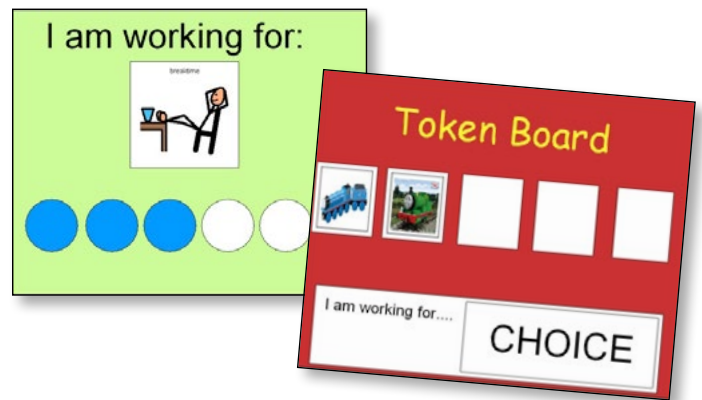 I am working for:
breaktime
Token Board
I am working for....
CHOICE